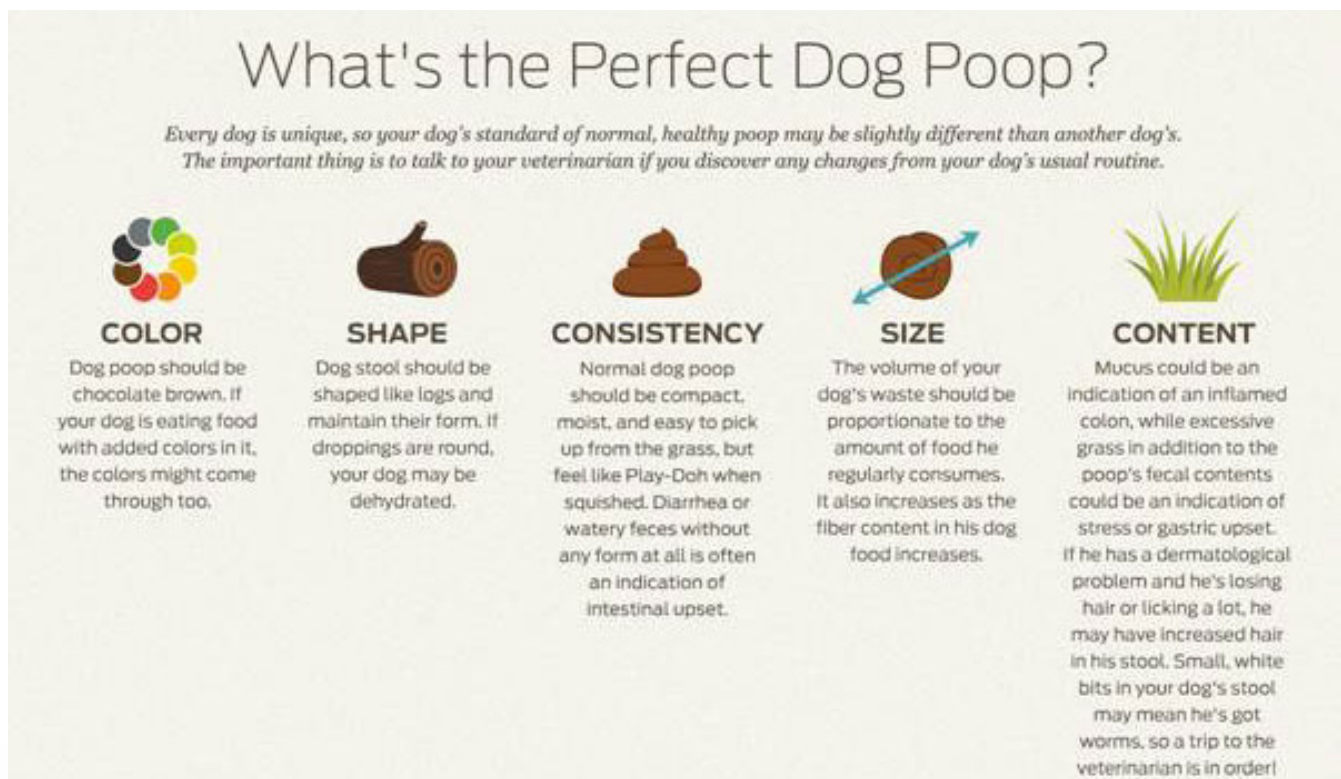 What's the Perfect Dog Poop?
Every dog is unique, so your dog's standard of normal, healthy poop may be slightly different than another dog's.
The important thing is to talk to your veterinarian if you discover any changes from your dog's usual routine.
COLOR
Dog poop should be
chocolate brown. If
your dog is eating food
with added colors in it,
the colors might come
through too.
SHAPE
Dog stool should be
shaped like logs and
maintain their form. If
droppings are round,
your dog may be
dehydrated.
CONSISTENCY
Normal dog poop
should be compact,
moist, and easy to pick
up from the grass, but
feel like Play-Doh when
squished. Diarrhea or
watery feces without
any form at all is often
an indication of
intestinal upset.
SIZE
The volume of your
dog's waste should be
proportionate to the
amount of food he
regularly consumes.
It also increases as the
fiber content in his dog
food increases.
CONTENT
Mucus could be an
indication of an inflamed
colon, while excessive
grass in addition to the
poop's fecal contents
could be an indication of
stress or gastric upset.
If he has a dermatological
problem and he's losing
hair or licking a lot, he
may have increased hair
in his stool. Small, white
bits in your dog's stool
may mean he's got
worms, so a trip to the
veterinarian is in order!